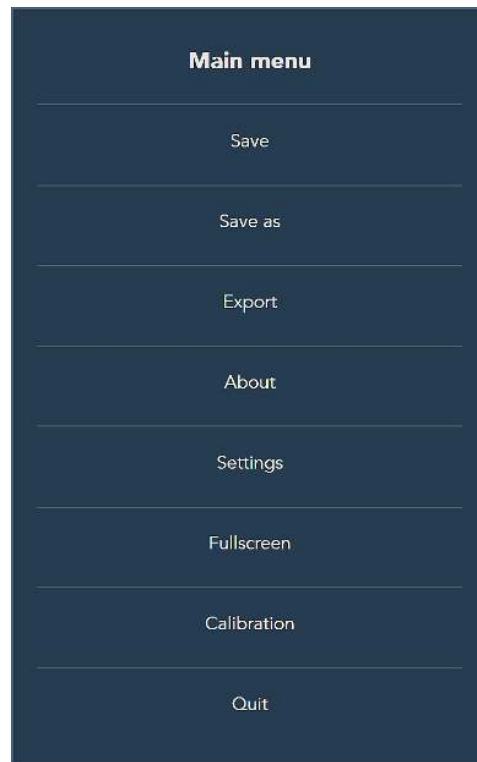 Main menu
Save
Save as
Export
About
Settings
Fullscreen
Calibration
Quit